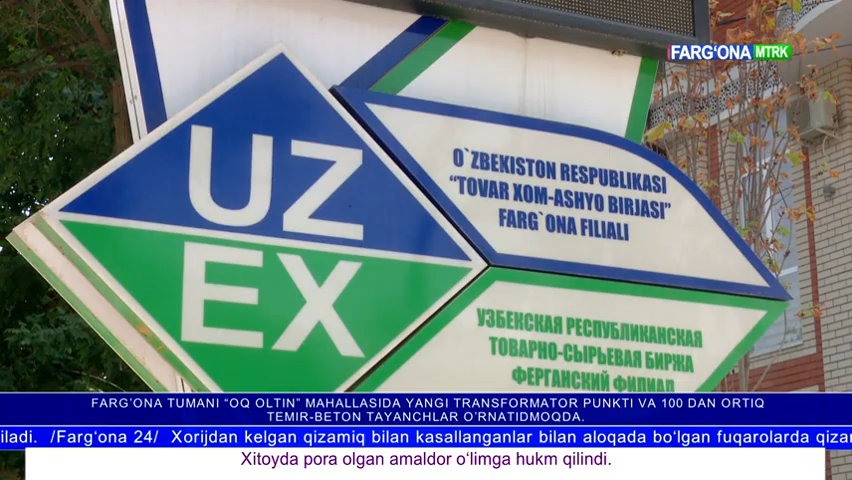 FARG‘ONA MTRK
UZ
EX
O`ZBEKISTON RESPUBLIKASI
“TOVAR XOM-ASHYO BIRJASI”
FARG`ONA FILIALI
УЗБЕКСКАЯ РЕСПУБЛИКАНСКАЯ
ТОВАРНО-СЫРЬЕВАЯ БИРЖА
ФЕРГАНСКИЙ ФИЛИАЛ
FARG’ONA TUMANI “OQ OLTIN” MAHALLASIDA YANGI TRANSFORMATOR PUNKTI VA 100 DAN ORTIQ
TEMIR-BETON TAYANCHLAR O’RNATIDMOQDA.
iladi. /Farg‘ona 24/ Xorijdan kelgan qizamiq bilan kasallanganlar bilan aloqada bo‘lgan fuqarolarda qizar
Xitoyda pora olgan amaldor o‘limga hukm qilindi.